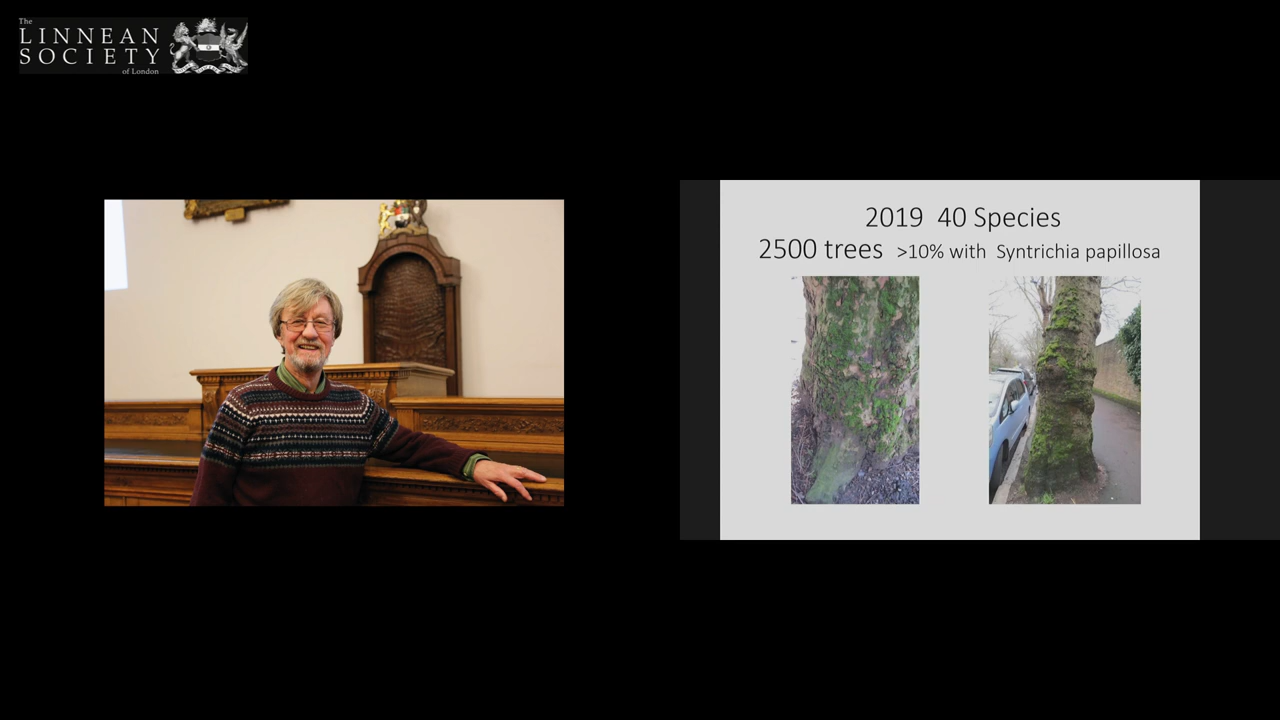 The
LINNEAN
SOCIETY
of London
2019 40 Species
2500 trees >10% with Syntrichia papillosa